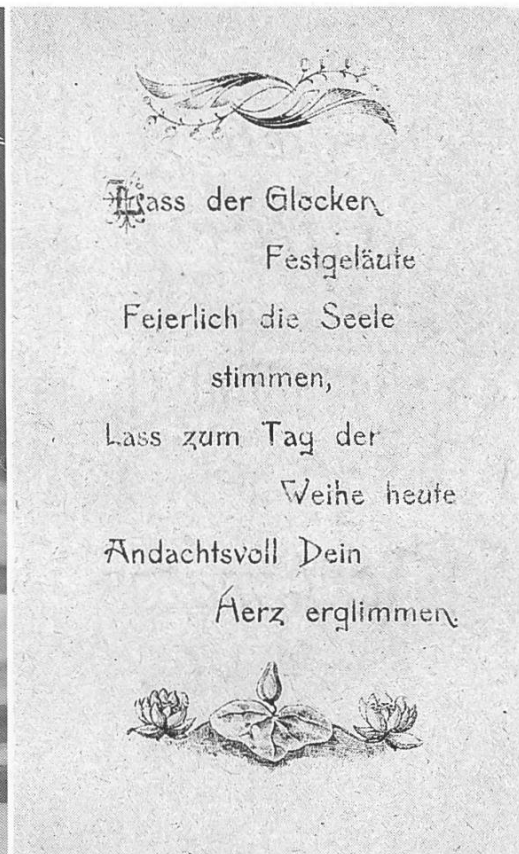 Lass der Glocken
Festgeläute
Feierlich die Seele
stimmen,
Lass zum Tag der
Weihe heute
Andachtsvoll Dein
Herz erglimmen.